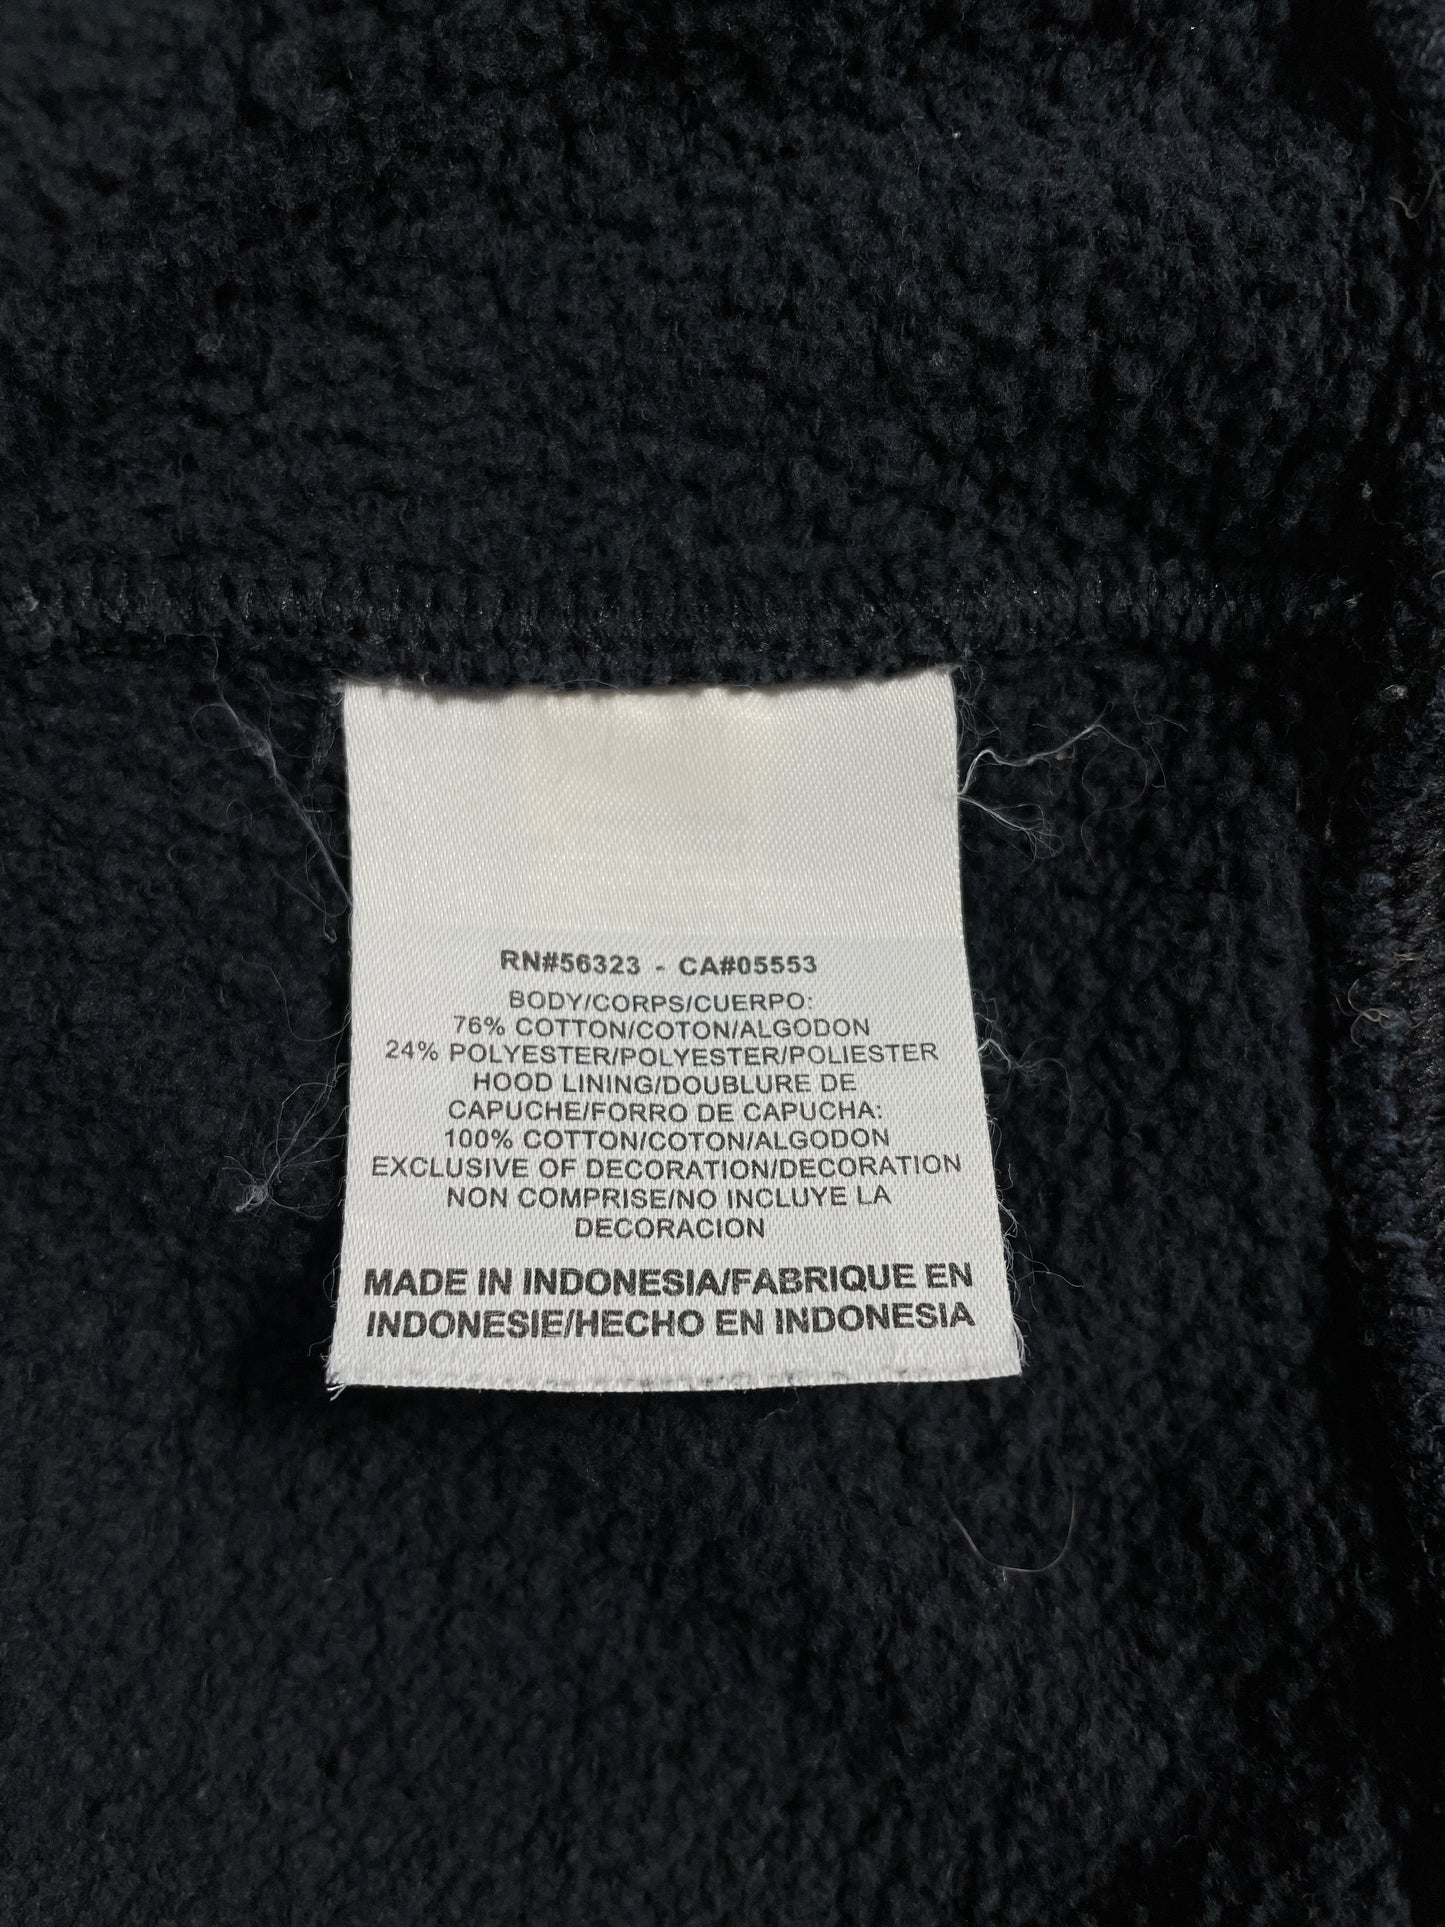 RN#56323 - CA#05553
BODY/CORPS/CUERPO:
76% COTTON/COTON/ALGODON
24% POLYESTER/POLYESTER/POLIESTER
HOOD LINING/DOUBLURE DE
CAPUCHE/FORRO DE CAPUCHA:
100% COTTON/COTON/ALGODON
EXCLUSIVE OF DECORATION/DECORATION
NON COMPRISE/NO INCLUYE LA
DECORACION
MADE IN INDONESIA/FABRIQUE EN
INDONESIE/HECHO EN INDONESIA